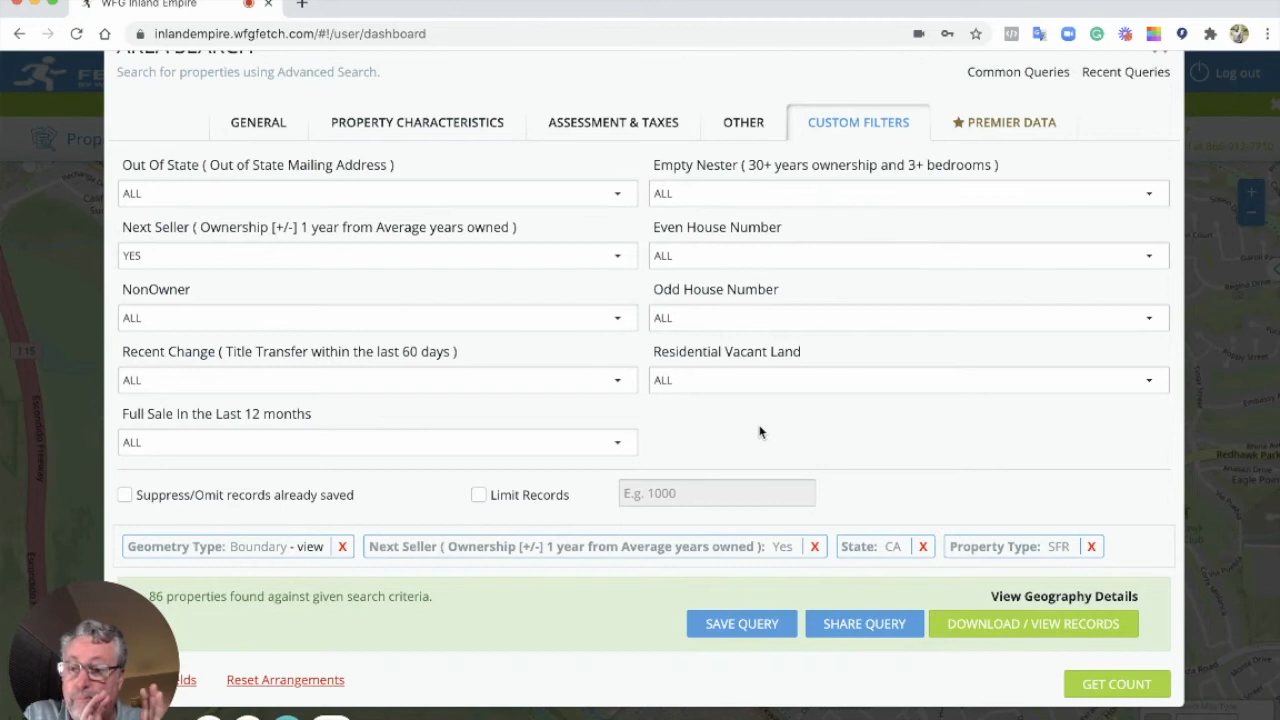 WFG Inland Empire
inlandempire.wfgfetch.com/#!/user/dashboard
AREA SEARCH
Search for properties using Advanced Search.
Common Queries Recent Queries
Log out
GENERAL PROPERTY CHARACTERISTICS ASSESSMENT & TAXES OTHER CUSTOM FILTERS ★ PREMIER DATA
Out Of State ( Out of State Mailing Address ) Empty Nester ( 30+ years ownership and 3+ bedrooms )
ALL ALL
Next Seller ( Ownership [+/-] 1 year from Average years owned ) Even House Number
YES ALL
NonOwner Odd House Number
ALL ALL
Recent Change ( Title Transfer within the last 60 days ) Residential Vacant Land
ALL ALL
Full Sale In the Last 12 months
ALL
Suppress/Omit records already saved Limit Records E.g. 1000
Geometry Type: Boundary - view X Next Seller ( Ownership [+/-] 1 year from Average years owned ): Yes X State: CA X Property Type: SFR X
86 properties found against given search criteria. View Geography Details
SAVE QUERY SHARE QUERY DOWNLOAD / VIEW RECORDS
Reset Arrangements
GET COUNT
I 15
Escondido Freeway
Redhawk Park